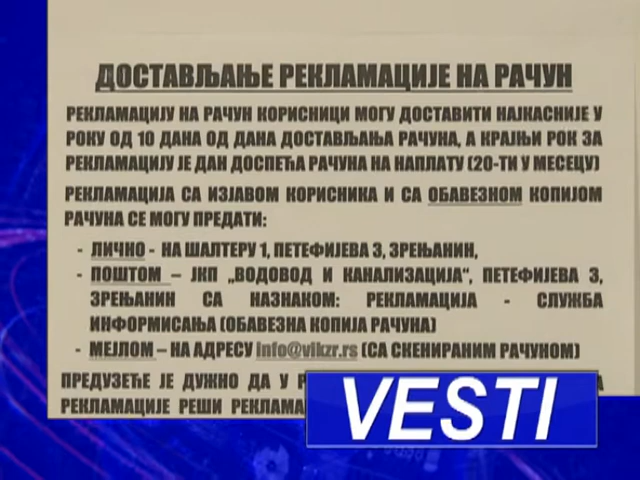 ДОСТАВЉАЊЕ РЕКЛАМАЦИЈЕ НА РАЧУН
РЕКЛАМАЦИЈУ НА РАЧУН КОРИСНИЦИ МОГУ ДОСТАВИТИ НАЈКАСНИЈЕ У
РОКУ ОД 10 ДАНА ОД ДАНА ДОСТАВЉАЊА РАЧУНА, А КРАЈЊИ РОК ЗА
РЕКЛАМАЦИЈУ ЈЕ ДАН ДОСПЕЋА РАЧУНА НА НАПЛАТУ (20-ТИ У МЕСЕЦУ)
РЕКЛАМАЦИЈА СА ИЗЈАВОМ КОРИСНИКА И СА ОБАВЕЗНОМ КОПИЈОМ
РАЧУНА СЕ МОГУ ПРЕДАТИ:
- ЛИЧНО - НА ШАЛТЕРУ 1, ПЕТЕФИЈЕВА 3, ЗРЕЊАНИН,
- ПОШТОМ – ЈКП „ВОДОВОД И КАНАЛИЗАЦИЈА“, ПЕТЕФИЈЕВА 3,
ЗРЕЊАНИН СА НАЗНАКОМ: РЕКЛАМАЦИЈА - СЛУЖБА
ИНФОРМИСАЊА (ОБАВЕЗНА КОПИЈА РАЧУНА)
- МЕЈЛОМ – НА АДРЕСУ info@vikzr.rs (СА СКЕНИРАНИМ РАЧУНОМ)
ПРЕДУЗЕЋЕ ЈЕ ДУЖНО ДА У
РЕКЛАМАЦИЈЕ РЕШИ
VESTI